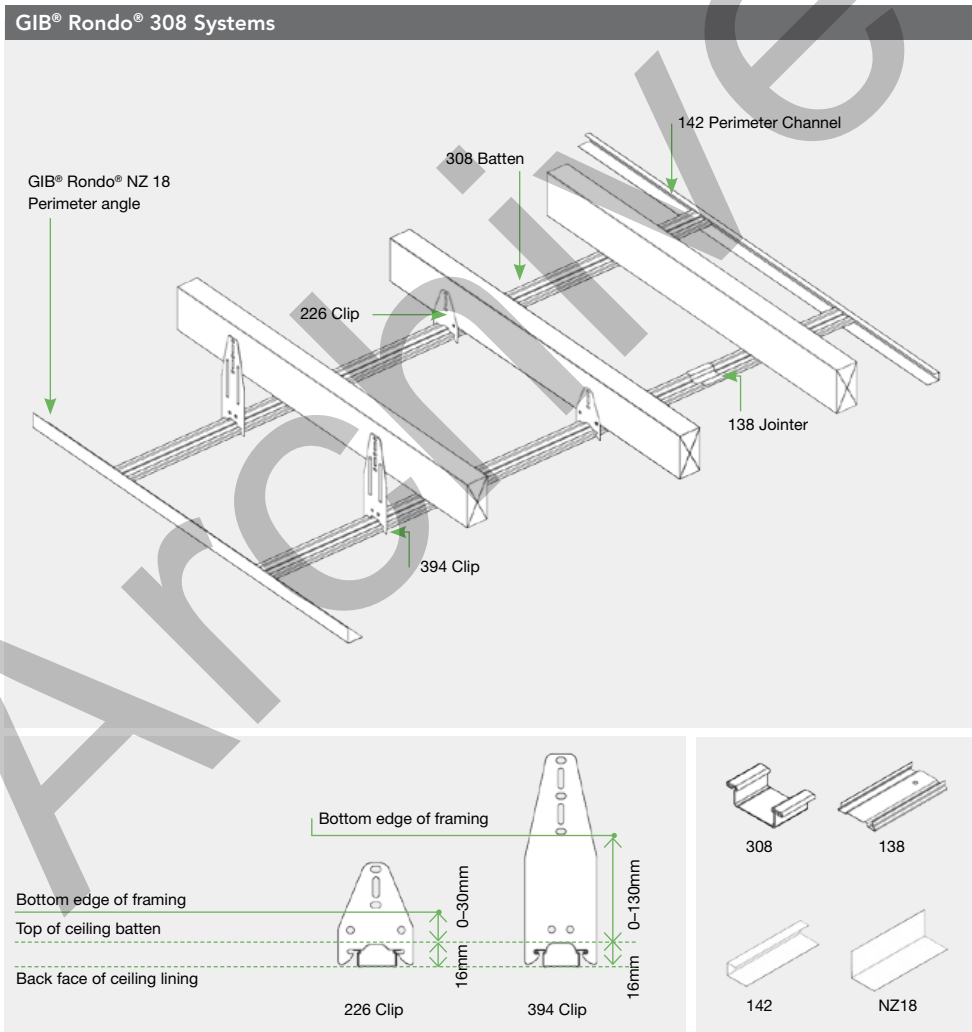 GIB® Rondo® 308 Systems
142 Perimeter Channel
308 Batten
GIB® Rondo® NZ 18
Perimeter angle
226 Clip
138 Jointer
394 Clip
Archive
Bottom edge of framing
Bottom edge of framing
Top of ceiling batten
Back face of ceiling lining
0–30mm
16mm
0–130mm
16mm
226 Clip
394 Clip
308
138
142
NZ18